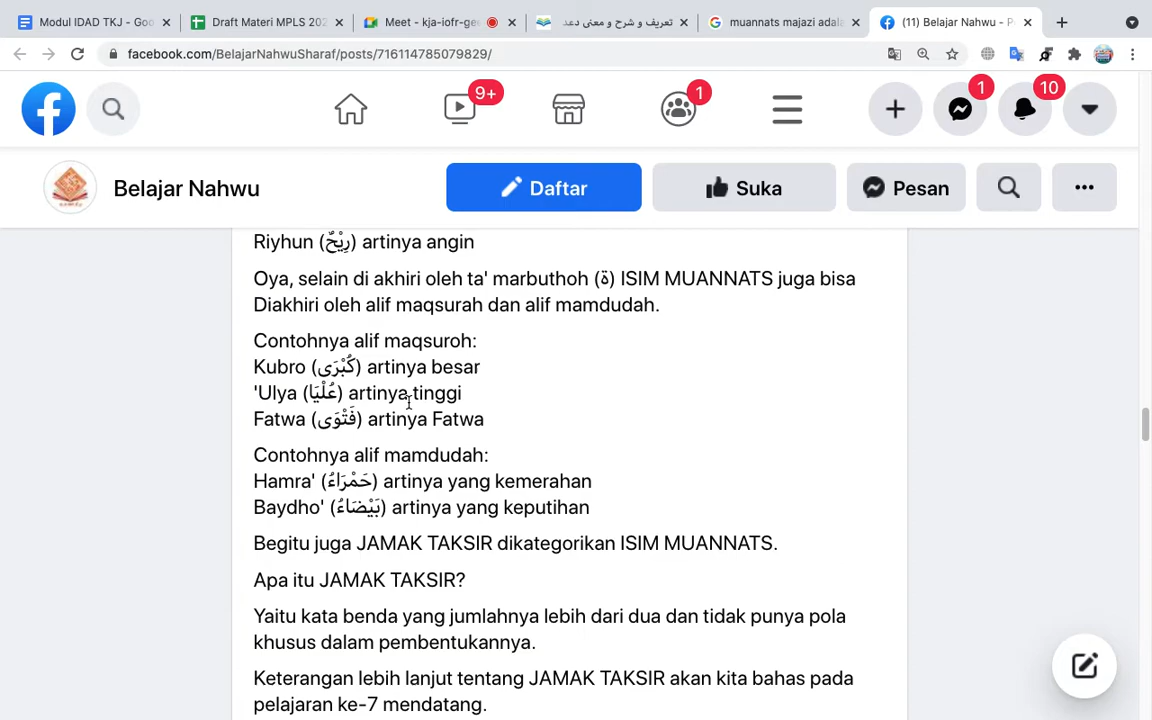 Modul IDAD TKJ - Goo
Draft Materi MPLS 202
Meet - kja-iofr-gee
تعريف و شرح و معنى دعد
muannats majazi adala
(11) Belajar Nahwu - P
facebook.com/BelajarNahwuSharaf/posts/716114785079829/
9+
1
1
10
Belajar Nahwu
Daftar
Suka
Pesan
Riyhun (رِيْحٌ) artinya angin
Oya, selain di akhiri oleh ta' marbuthoh (ة) ISIM MUANNATS juga bisa
Diakhiri oleh alif maqsurah dan alif mamdudah.
Contohnya alif maqsuroh:
Kubro (كُبْرَى) artinya besar
'Ulya (عُلْيَا) artinya tinggi
Fatwa (فَتْوَى) artinya Fatwa
Contohnya alif mamdudah:
Hamra' (حَمْرَاءُ) artinya yang kemerahan
Baydho' (بَيْضَاءُ) artinya yang keputihan
Begitu juga JAMAK TAKSIR dikategorikan ISIM MUANNATS.
Apa itu JAMAK TAKSIR?
Yaitu kata benda yang jumlahnya lebih dari dua dan tidak punya pola
khusus dalam pembentukannya.
Keterangan lebih lanjut tentang JAMAK TAKSIR akan kita bahas pada
pelajaran ke-7 mendatang.